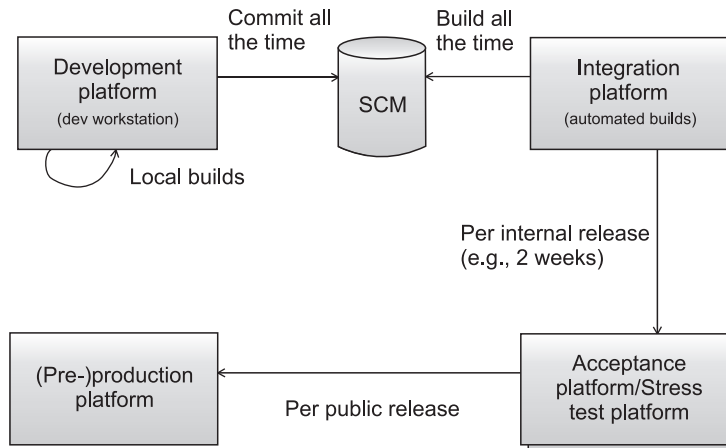 Commit all
the time
Build all
the time
Development
platform
(dev workstation)
SCM
Integration
platform
(automated builds)
Local builds
Per internal release
(e.g., 2 weeks)
(Pre-)production
platform
Per public release
Acceptance
platform/Stress
test platform